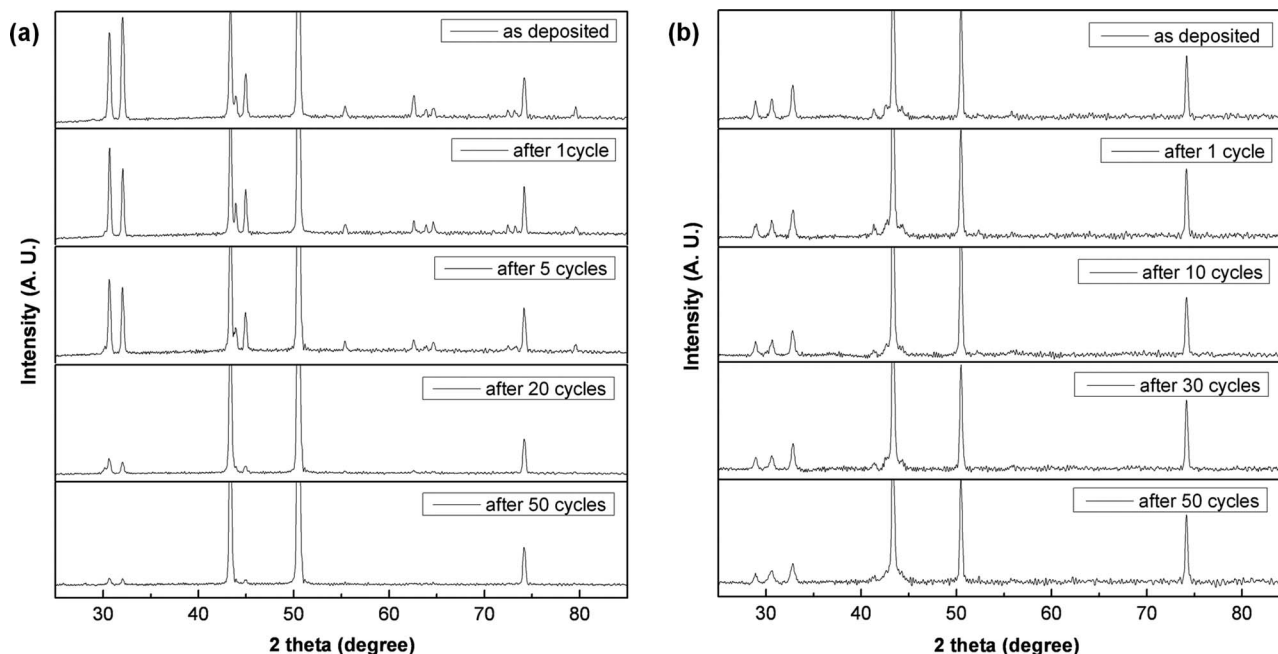 (a)
as deposited
after 1cycle
after 5 cycles
after 20 cycles
after 50 cycles
Intensity (A. U.)
30 40 50 60 70 80
2 theta (degree)
(b)
as deposited
after 1 cycle
after 10 cycles
after 30 cycles
after 50 cycles
Intensity (A. U.)
30 40 50 60 70 80
2 theta (degree)